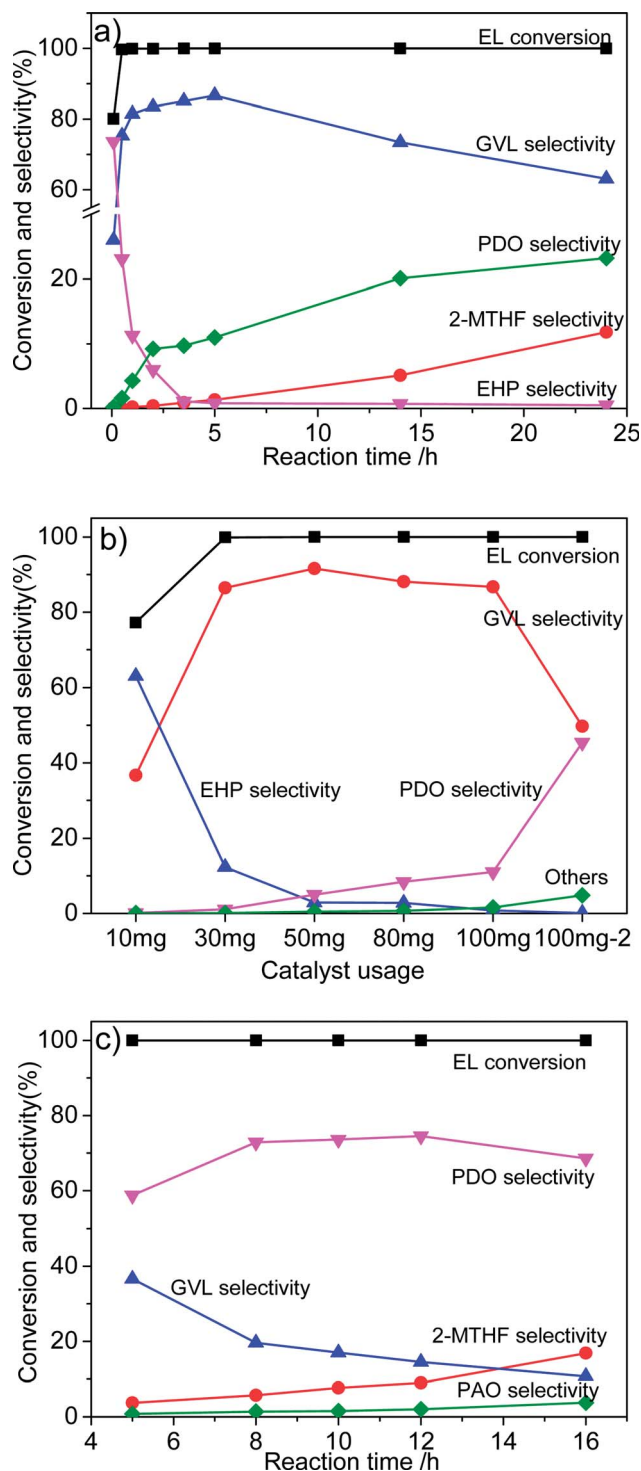 a)
EL conversion
GVL selectivity
PDO selectivity
2-MTHF selectivity
EHP selectivity
Conversion and selectivity(%)
100
80
60
20
0
0 5 10 15 20 25
Reaction time /h
b)
EL conversion
GVL selectivity
EHP selectivity
PDO selectivity
Others
Conversion and selectivity(%)
100
80
60
40
20
0
10mg 30mg 50mg 80mg 100mg 100mg-2
Catalyst usage
c)
EL conversion
PDO selectivity
GVL selectivity
2-MTHF selectivity
PAO selectivity
Conversion and selectivity(%)
100
80
60
40
20
0
4 6 8 10 12 14 16
Reaction time /h